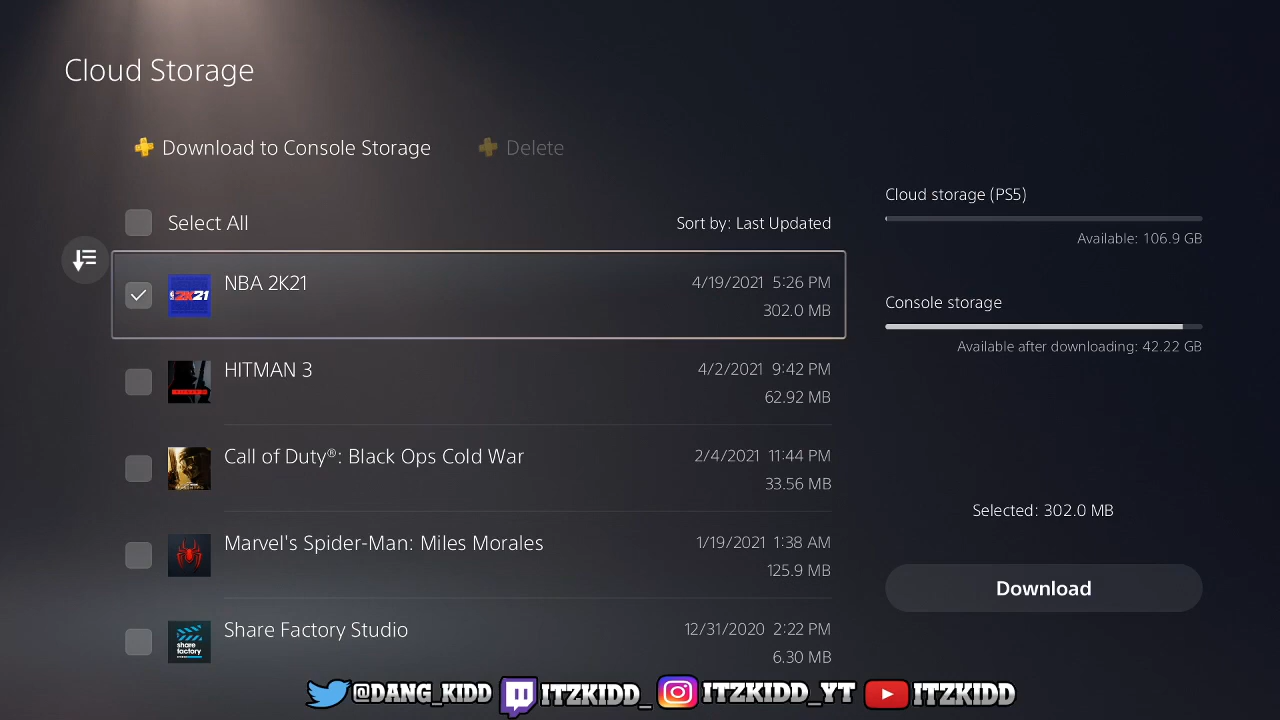 Cloud Storage
Download to Console Storage
Delete
Select All
Sort by: Last Updated
NBA 2K21
4/19/2021 5:26 PM
302.0 MB
2K21
HITMAN 3
4/2/2021 9:42 PM
62.92 MB
Call of Duty®: Black Ops Cold War
2/4/2021 11:44 PM
33.56 MB
Marvel's Spider-Man: Miles Morales
1/19/2021 1:38 AM
125.9 MB
Share Factory Studio
12/31/2020 2:22 PM
6.30 MB
share
factory
Cloud storage (PS5)
Available: 106.9 GB
Console storage
Available after downloading: 42.22 GB
Selected: 302.0 MB
Download
@DANG_KIDD ITZKIDD_ ITZKIDD_YT ITZKIDD